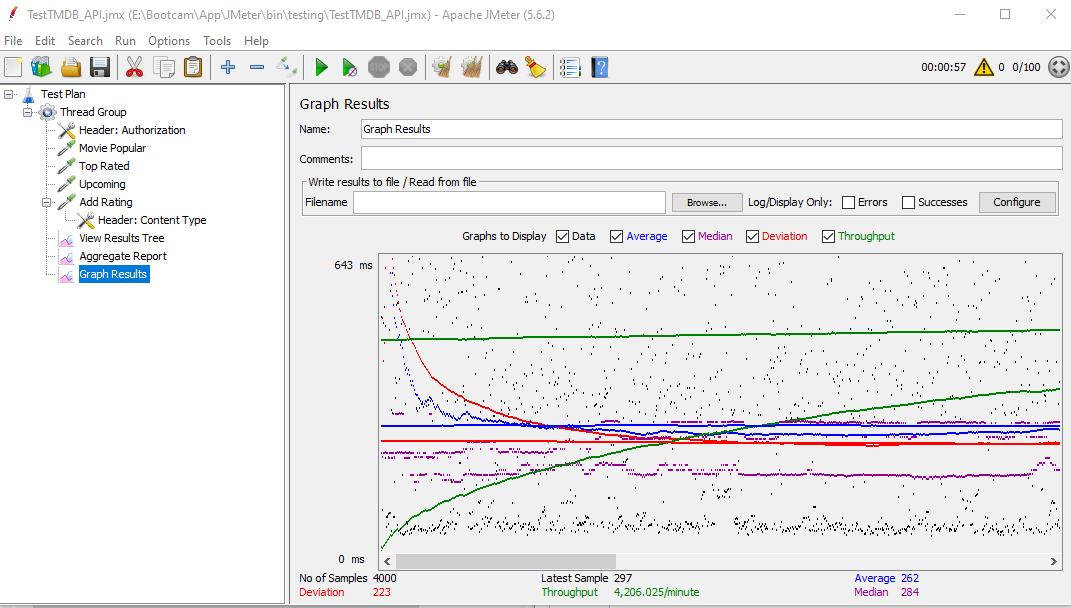 TestTMDB_API.jmx (E:\Bootcam\App\JMeter\bin\testing\TestTMDB_API.jmx) - Apache JMeter (5.6.2)
File Edit Search Run Options Tools Help
STOP 00:00:57 0 0/100
Test Plan
Thread Group
Header: Authorization
Movie Popular
Top Rated
Upcoming
Add Rating
Header: Content Type
View Results Tree
Aggregate Report
Graph Results
Graph Results
Name: Graph Results
Comments:
Write results to file / Read from file
Filename Browse... Log/Display Only: Errors Successes Configure
Graphs to Display Data Average Median Deviation Throughput
643 ms
0 ms
No of Samples 4000 Latest Sample 297 Average 262
Deviation 223 Throughput 4,206.025/minute Median 284